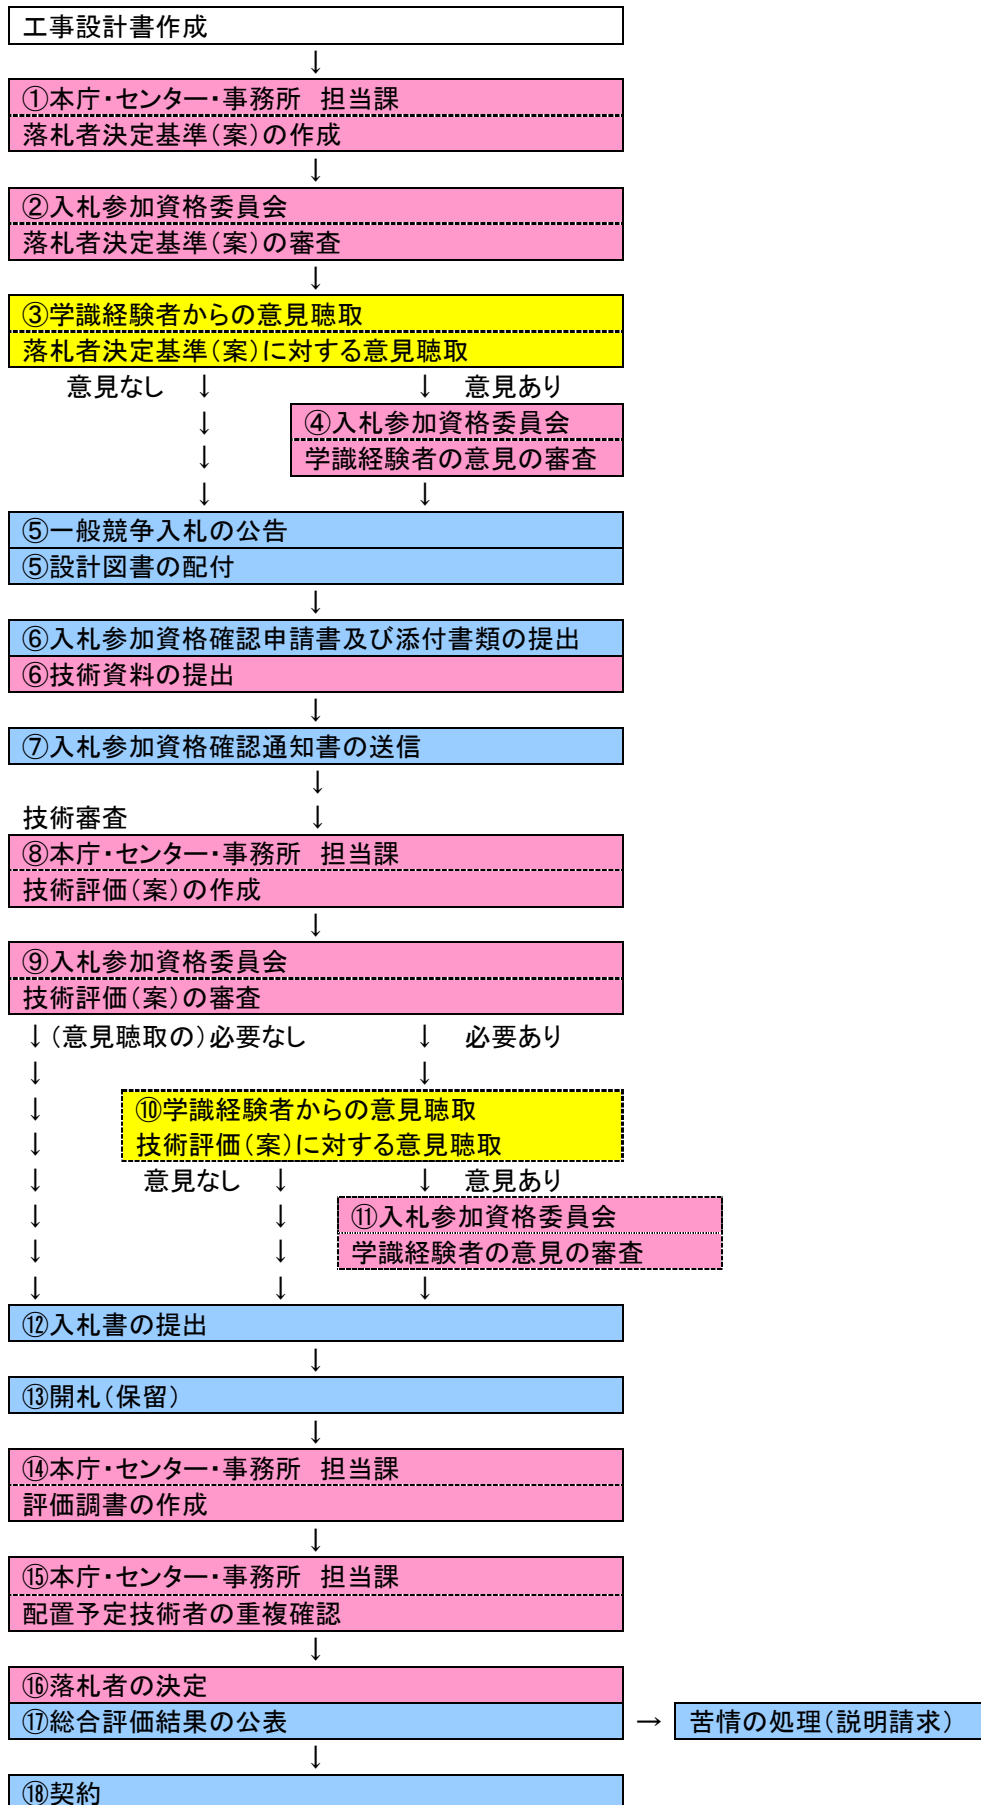 工事設計書作成
↓
①本庁・センター・事務所　担当課
落札者決定基準（案）の作成
↓
②入札参加資格委員会
落札者決定基準（案）の審査
↓
③学識経験者からの意見聴取
落札者決定基準（案）に対する意見聴取
意見なし　↓　↓　意見あり
↓　④入札参加資格委員会
↓　学識経験者の意見の審査
↓　↓
⑤一般競争入札の公告
⑤設計図書の配付
↓
⑥入札参加資格確認申請書及び添付書類の提出
⑥技術資料の提出
↓
⑦入札参加資格確認通知書の送信
↓
技術審査　↓
⑧本庁・センター・事務所　担当課
技術評価（案）の作成
↓
⑨入札参加資格委員会
技術評価（案）の審査
↓（意見聴取の）必要なし　↓　必要あり
↓　↓
↓　⑩学識経験者からの意見聴取
↓　技術評価（案）に対する意見聴取
↓　意見なし　↓　↓　意見あり
↓　↓　⑪入札参加資格委員会
↓　↓　学識経験者の意見の審査
↓　↓　↓
⑫入札書の提出
↓
⑬開札（保留）
↓
⑭本庁・センター・事務所　担当課
評価調書の作成
↓
⑮本庁・センター・事務所　担当課
配置予定技術者の重複確認
↓
⑯落札者の決定
⑰総合評価結果の公表　→　苦情の処理（説明請求）
↓
⑱契約